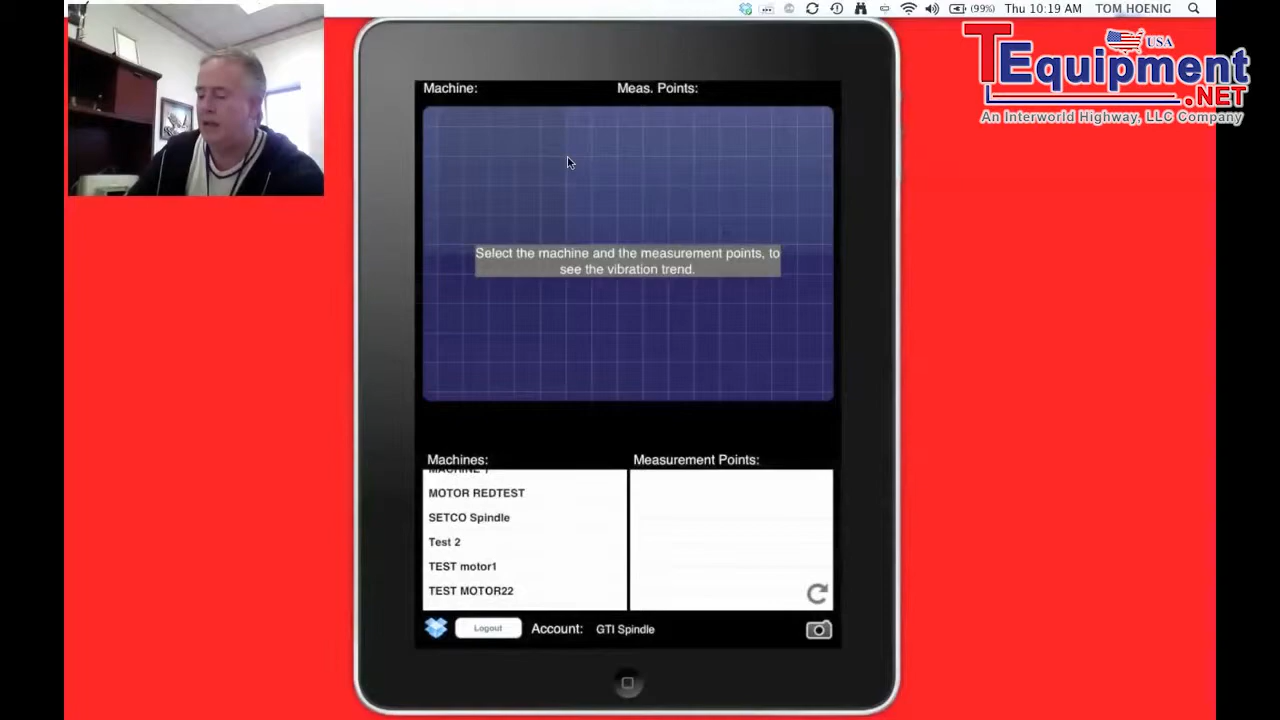 (99%) Thu 10:19 AM TOM HOENIG
TEquipment
USA
.NET
An Interworld Highway, LLC Company
Machine: Meas. Points:
Select the machine and the measurement points, to
see the vibration trend.
Machines: Measurement Points:
MOTOR REDTEST
SETCO Spindle
Test 2
TEST motor1
TEST MOTOR22
Logout Account: GTI Spindle